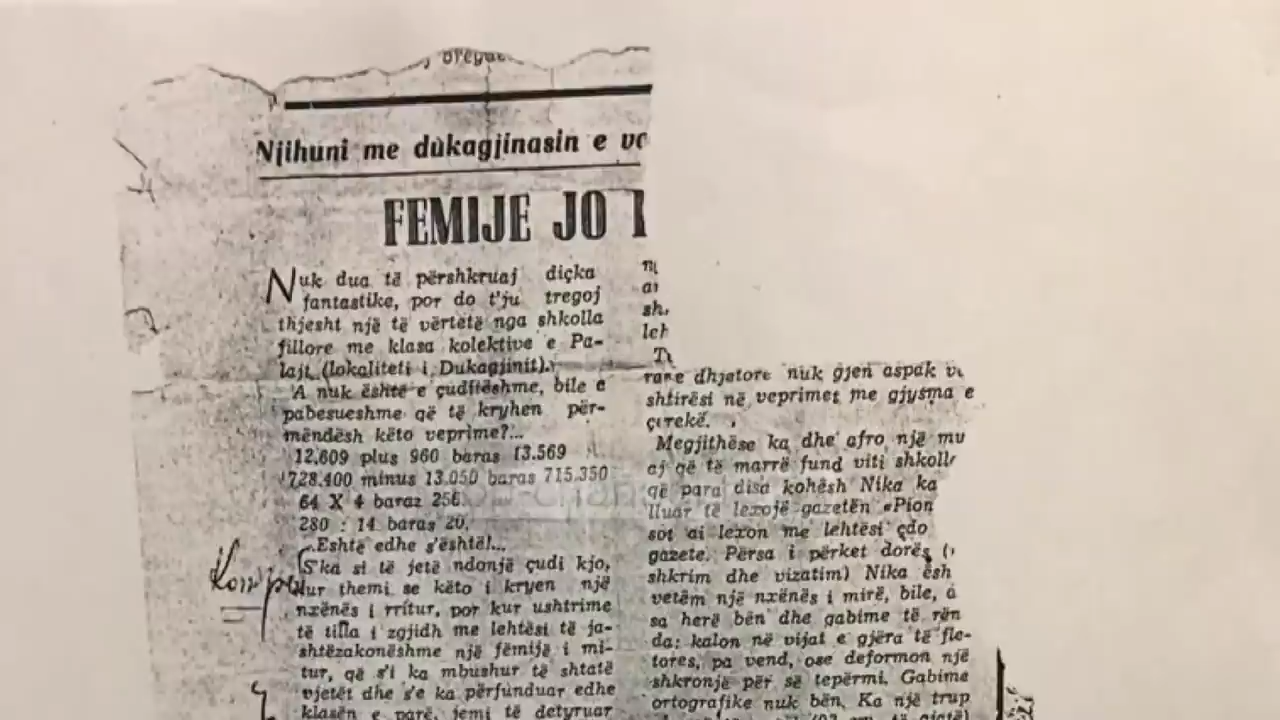 Njihuni me dukagjinasin e
FEMIJE JO
Nuk dua të përshkruaj diçka
fantastike, por do t'ju tregoj
thjesht një të vërtetë nga shkolla
fillore me klasa kolektive e Pa-
lajt (lokaliteti i Dukagjinit).
A nuk është e çuditëshme, bile e
pabesueshme që të kryhen për-
mëndësh këto veprime?...
12.609 plus 960 baras 13.569
728.400 minus 13.050 baras 715.350
64 X 4 baraz 256.
280 : 14 baras 20.
Eshtë edhe s'është!...
S'ka si të jetë ndonjë çudi kjo,
kur themi se këto i kryen një
nxënës i rritur, por kur ushtrime
të tilla i zgjidh me lehtësi të ja-
shtëzakonëshme një fëmijë i mi-
tur, që s'i ka mbushur të shtatë
vjetët dhe s'e ka përfunduar edhe
klasën e parë, jemi të detyruar
rane dhjetore nuk gjen aspak
shtirësi në veprimet me gjysma e
çerekë.
Megjithëse ka dhe afro një mu
aj që të marrë fund viti shkoll
që para disa kohësh Nika ka
lluar të lexojë gazetën «Pion
sot ai lexon me lehtësi çdo
gazete. Përsa i përket dorës
shkrim dhe vizatim) Nika ësh
vetëm një nxënës i mirë, bile, a
sa herë bën dhe gabime të rën
da: kalon në vijat e gjëra të fle-
tores, pa vend, ose deformon një
shkronjë për së tepërmi. Gabime
ortografike nuk bën. Ka një trup